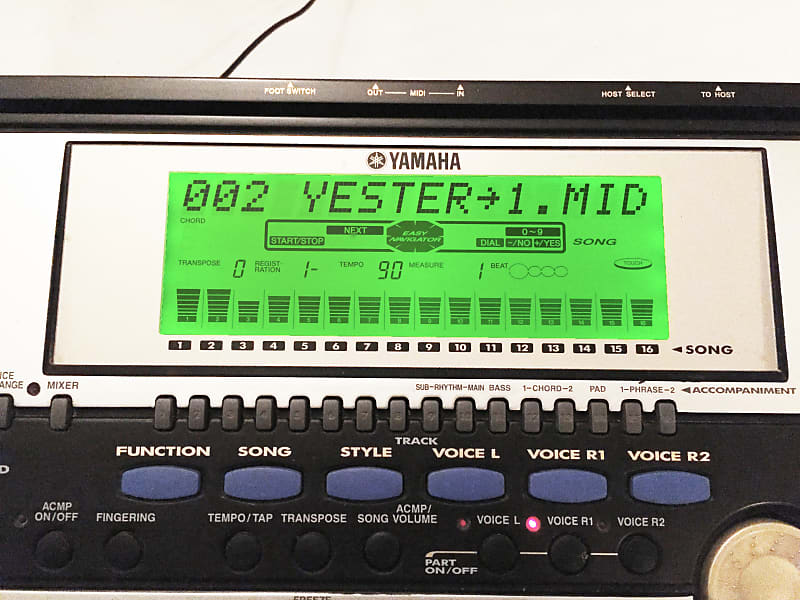 FOOT SWITCH OUT MIDI IN HOST SELECT TO HOST
YAMAHA
002 YESTER→1.MID
CHORD
NEXT EASY NAVIGATOR 0~9
START/STOP DIAL -/NO +/YES SONG
TRANSPOSE 0 REGIST-RATION 1- TEMPO 90 MEASURE 1 BEAT TOUCH
1 2 3 4 5 6 7 8 9 10 11 12 13 14 15 16 ◄SONG
MIXER SUB-RHYTHM-MAIN BASS 1-CHORD-2 PAD 1-PHRASE-2 ◄ACCOMPANIMENT
TRACK
FUNCTION SONG STYLE VOICE L VOICE R1 VOICE R2
ACMP ON/OFF FINGERING TEMPO/TAP TRANSPOSE SONG VOLUME ACMP/ VOICE L VOICE R1 VOICE R2
PART ON/OFF